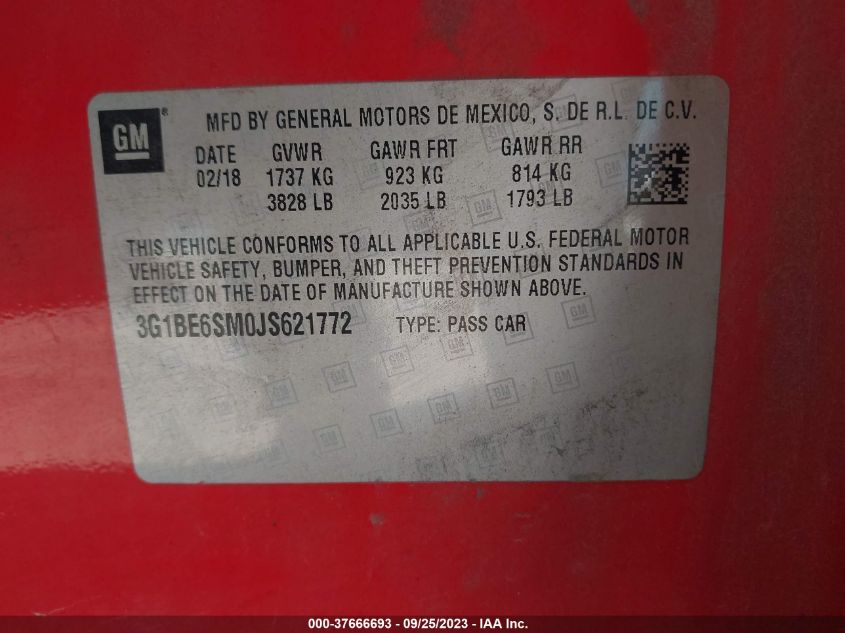 GM ®
MFD BY GENERAL MOTORS DE MEXICO, S. DE R.L. DE C.V.
DATE GVWR GAWR FRT GAWR RR
02/18 1737 KG 923 KG 814 KG
3828 LB 2035 LB 1793 LB
THIS VEHICLE CONFORMS TO ALL APPLICABLE U.S. FEDERAL MOTOR
VEHICLE SAFETY, BUMPER, AND THEFT PREVENTION STANDARDS IN
EFFECT ON THE DATE OF MANUFACTURE SHOWN ABOVE.
3G1BE6SM0JS621772 TYPE: PASS CAR
000-37666693 - 09/25/2023 - IAA Inc.